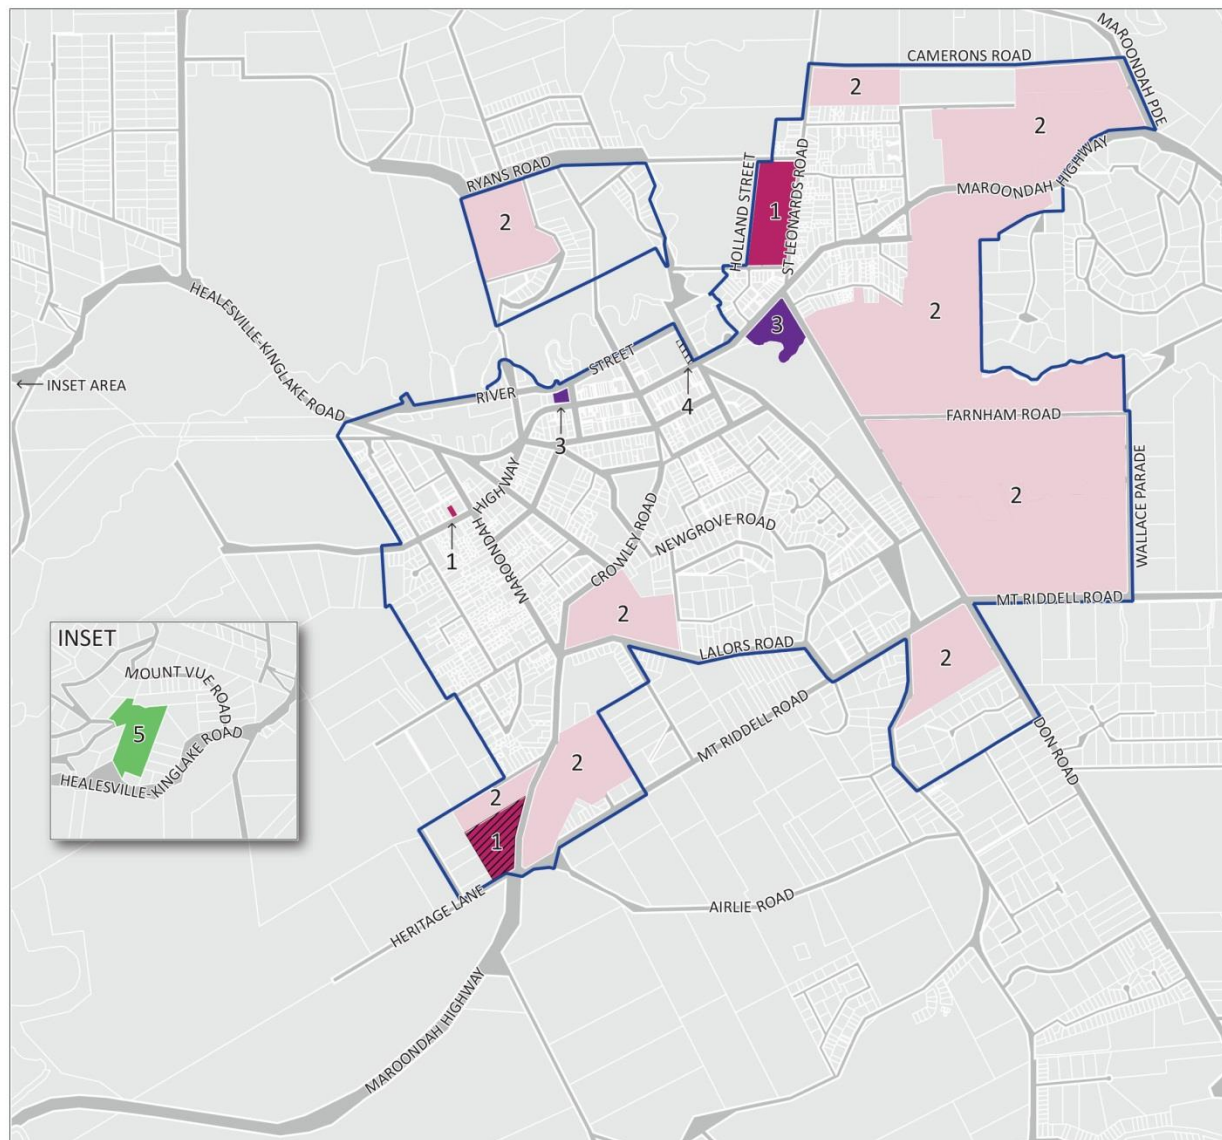 MAROONDAH PDE
CAMERONS ROAD
2
2
RYANS ROAD
HOLLAND STREET
ST LEONARDS ROAD
1
MAROONDAH HIGHWAY
2
HEALESVILLE-KINGLAKE ROAD
2
3
INSET AREA
RIVER STREET
4
3
FARNHAM ROAD
MAROONDAH HIGHWAY
1
2
WALLACE PARADE
CROWLEY ROAD
NEWGROVE ROAD
2
MT RIDDELL ROAD
LALORS ROAD
2
INSET
MOUNT VUE ROAD
5
HEALESVILLE-KINGLAKE ROAD
MT RIDDELL ROAD
DON ROAD
2
2
1
HERITAGE LANE
AIRLIE ROAD
MAROONDAH HIGHWAY